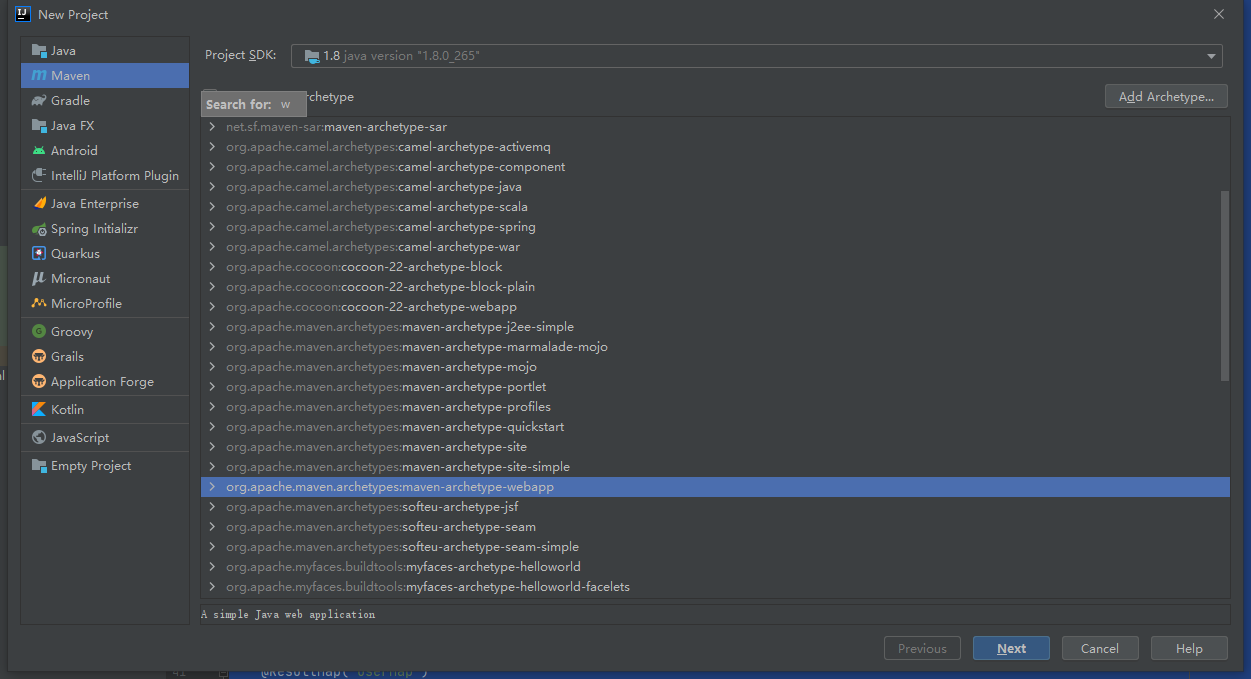 New Project
Java
Maven
Gradle
Java FX
Android
IntelliJ Platform Plugin
Java Enterprise
Spring Initializr
Quarkus
Micronaut
MicroProfile
Groovy
Grails
Application Forge
Kotlin
JavaScript
Empty Project
Project SDK: 1.8 java version "1.8.0_265"
Search for: w
Add Archetype...
net.sf.maven-sar:maven-archetype-sar
org.apache.camel.archetypes:camel-archetype-activemq
org.apache.camel.archetypes:camel-archetype-component
org.apache.camel.archetypes:camel-archetype-java
org.apache.camel.archetypes:camel-archetype-scala
org.apache.camel.archetypes:camel-archetype-spring
org.apache.camel.archetypes:camel-archetype-war
org.apache.cocoon:cocoon-22-archetype-block
org.apache.cocoon:cocoon-22-archetype-block-plain
org.apache.cocoon:cocoon-22-archetype-webapp
org.apache.maven.archetypes:maven-archetype-j2ee-simple
org.apache.maven.archetypes:maven-archetype-marmalade-mojo
org.apache.maven.archetypes:maven-archetype-mojo
org.apache.maven.archetypes:maven-archetype-portlet
org.apache.maven.archetypes:maven-archetype-profiles
org.apache.maven.archetypes:maven-archetype-quickstart
org.apache.maven.archetypes:maven-archetype-site
org.apache.maven.archetypes:maven-archetype-site-simple
org.apache.maven.archetypes:maven-archetype-webapp
org.apache.maven.archetypes:softeu-archetype-jsf
org.apache.maven.archetypes:softeu-archetype-seam
org.apache.maven.archetypes:softeu-archetype-seam-simple
org.apache.myfaces.buildtools:myfaces-archetype-helloworld
org.apache.myfaces.buildtools:myfaces-archetype-helloworld-facelets
A simple Java web application
Previous
Next
Cancel
Help